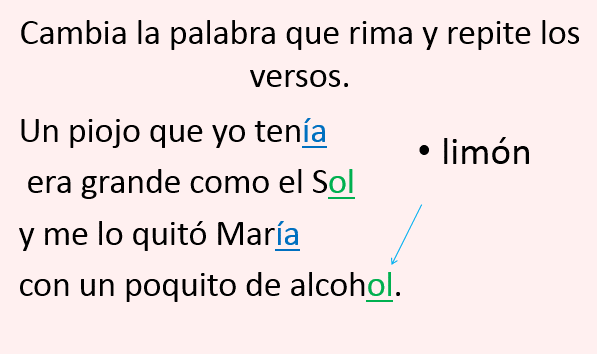 Cambia la palabra que rima y repite los
versos.
Un piojo que yo tenía
era grande como el Sol
y me lo quitó María
con un poquito de alcohol.
• limón